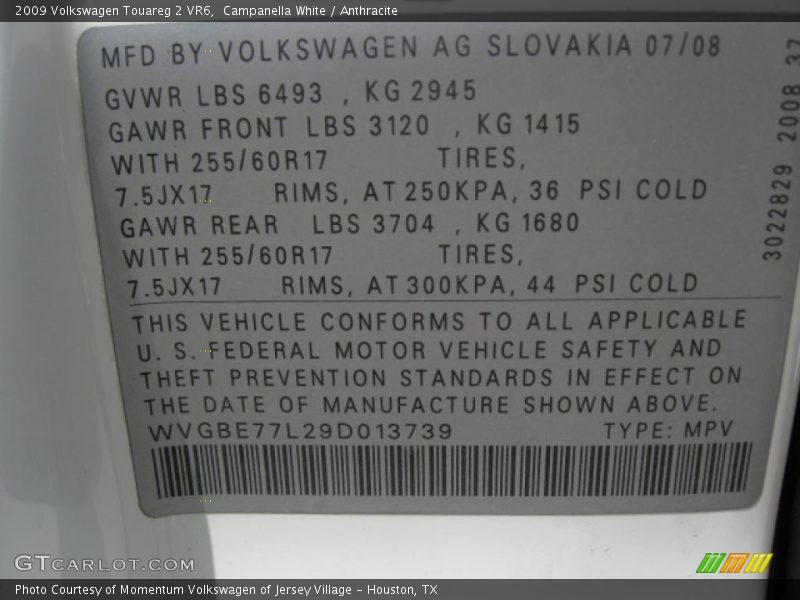 2009 Volkswagen Touareg 2 VR6, Campanella White / Anthracite
MFD BY VOLKSWAGEN AG SLOVAKIA 07/08
GVWR LBS 6493 , KG 2945
GAWR FRONT LBS 3120 , KG 1415
WITH 255/60R17 TIRES,
7.5JX17 RIMS, AT 250KPA, 36 PSI COLD
GAWR REAR LBS 3704 , KG 1680
WITH 255/60R17 TIRES,
7.5JX17 RIMS, AT 300KPA, 44 PSI COLD
THIS VEHICLE CONFORMS TO ALL APPLICABLE
U. S. FEDERAL MOTOR VEHICLE SAFETY AND
THEFT PREVENTION STANDARDS IN EFFECT ON
THE DATE OF MANUFACTURE SHOWN ABOVE.
WVGBE77L29D013739 TYPE: MPV
3022829 2008 37
GTCARLOT.COM
Photo Courtesy of Momentum Volkswagen of Jersey Village - Houston, TX